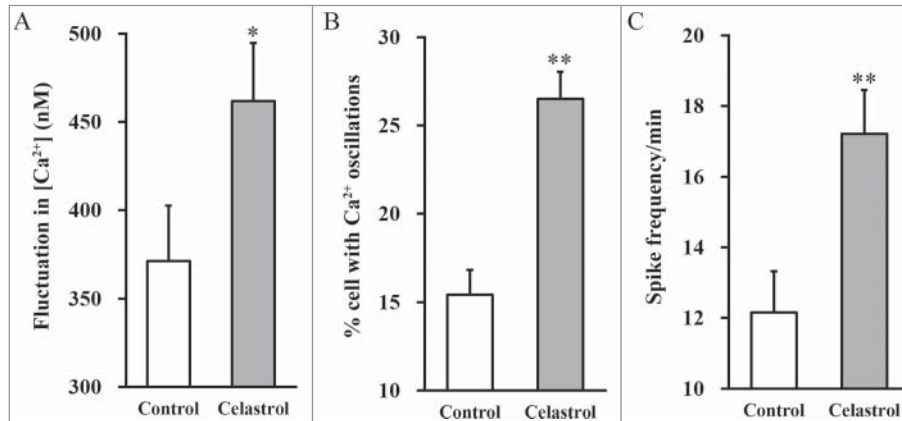 A
Fluctuation in [Ca²⁺] (nM)
500
450
400
350
300
*
Control Celastrol
B
% cell with Ca²⁺ oscillations
30
25
20
15
10
**
Control Celastrol
C
Spike frequency/min
20
18
16
14
12
10
**
Control Celastrol